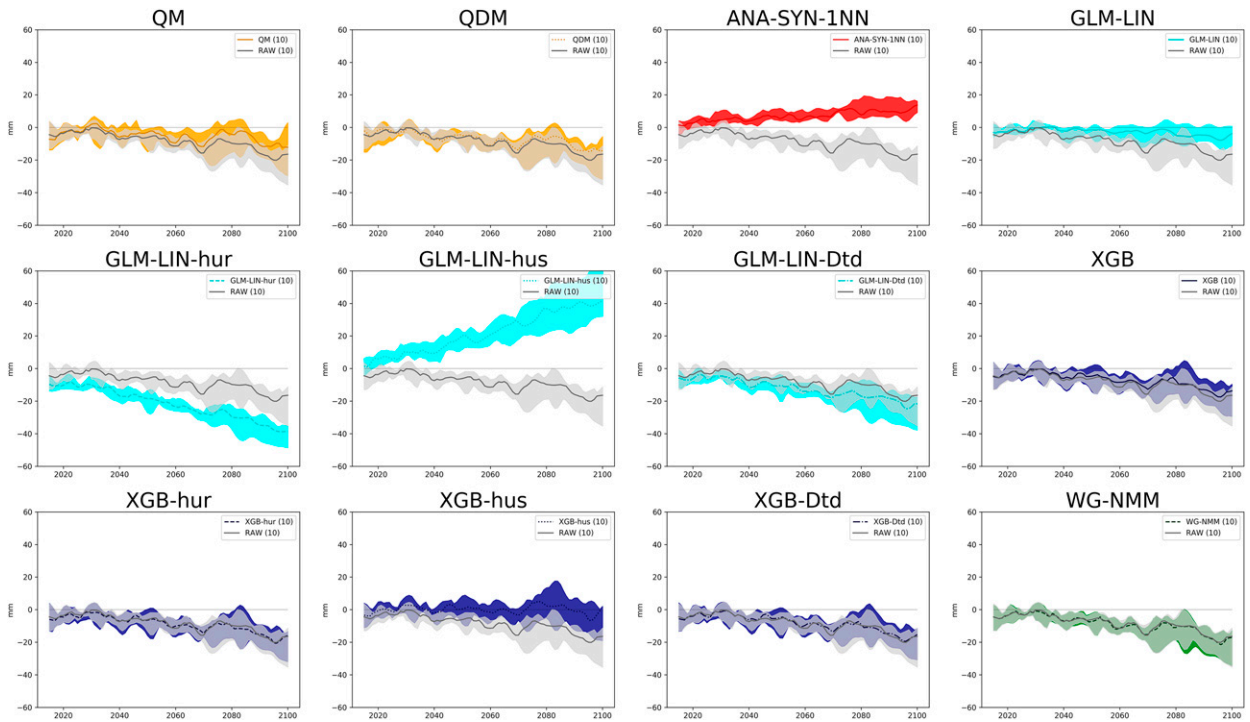 QM
QDM
ANA-SYN-1NN
GLM-LIN
60
40
20
0
−20
−40
−60
mm
QM (10)
RAW (10)
2020 2040 2060 2080 2100
60
40
20
0
−20
−40
−60
mm
QDM (10)
RAW (10)
2020 2040 2060 2080 2100
60
40
20
0
−20
−40
−60
mm
ANA-SYN-1NN (10)
RAW (10)
2020 2040 2060 2080 2100
60
40
20
0
−20
−40
−60
mm
GLM-LIN (10)
RAW (10)
2020 2040 2060 2080 2100
GLM-LIN-hur
GLM-LIN-hus
GLM-LIN-Dtd
XGB
60
40
20
0
−20
−40
−60
mm
GLM-LIN-hur (10)
RAW (10)
2020 2040 2060 2080 2100
60
40
20
0
−20
−40
−60
mm
GLM-LIN-hus (10)
RAW (10)
2020 2040 2060 2080 2100
60
40
20
0
−20
−40
−60
mm
GLM-LIN-Dtd (10)
RAW (10)
2020 2040 2060 2080 2100
60
40
20
0
−20
−40
−60
mm
XGB (10)
RAW (10)
2020 2040 2060 2080 2100
XGB-hur
XGB-hus
XGB-Dtd
WG-NMM
60
40
20
0
−20
−40
−60
mm
XGB-hur (10)
RAW (10)
2020 2040 2060 2080 2100
60
40
20
0
−20
−40
−60
mm
XGB-hus (10)
RAW (10)
2020 2040 2060 2080 2100
60
40
20
0
−20
−40
−60
mm
XGB-Dtd (10)
RAW (10)
2020 2040 2060 2080 2100
60
40
20
0
−20
−40
−60
mm
WG-NMM (10)
RAW (10)
2020 2040 2060 2080 2100